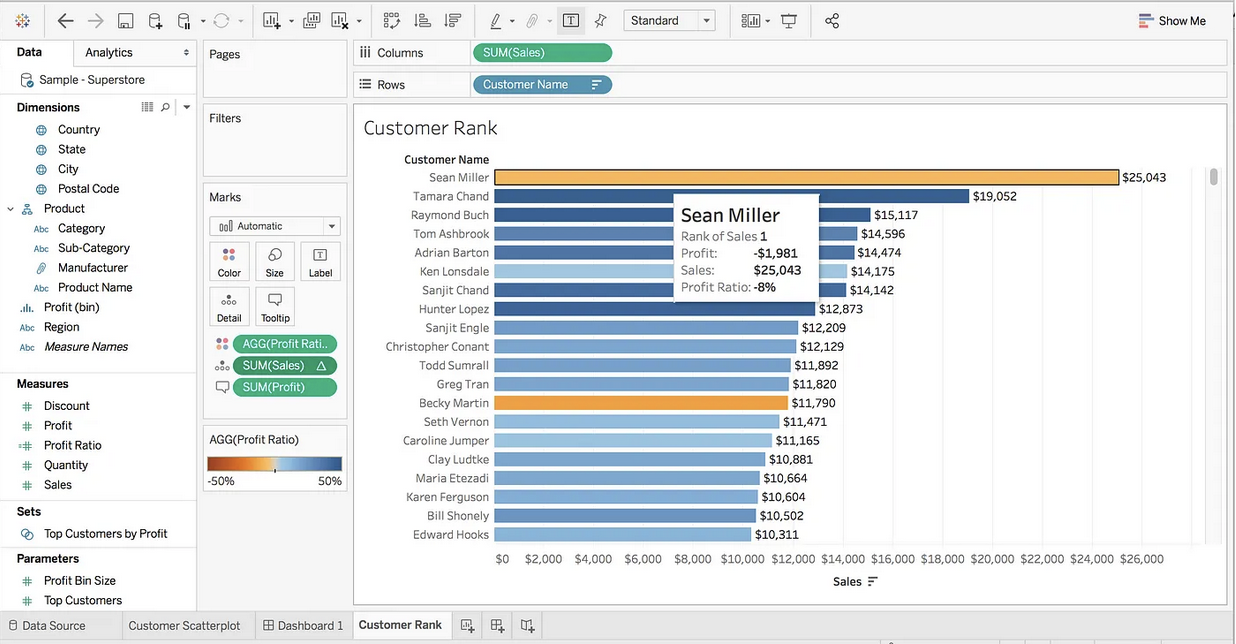 Standard
Show Me
Data
Analytics
Sample - Superstore
Dimensions
Country
State
City
Postal Code
Product
Abc Category
Abc Sub-Category
Manufacturer
Abc Product Name
Profit (bin)
Abc Region
Abc Measure Names
Measures
# Discount
# Profit
=# Profit Ratio
# Quantity
# Sales
Sets
Top Customers by Profit
Parameters
# Profit Bin Size
# Top Customers
Pages
Filters
Marks
Automatic
Color Size Label
Detail Tooltip
AGG(Profit Rati..
SUM(Sales) △
SUM(Profit)
AGG(Profit Ratio)
-50% 50%
Columns SUM(Sales)
Rows Customer Name
Customer Rank
Customer Name
Sean Miller $25,043
Tamara Chand $19,052
Raymond Buch $15,117
Tom Ashbrook $14,596
Adrian Barton $14,474
Ken Lonsdale $14,175
Sanjit Chand $14,142
Hunter Lopez $12,873
Sanjit Engle $12,209
Christopher Conant $12,129
Todd Sumrall $11,892
Greg Tran $11,820
Becky Martin $11,790
Seth Vernon $11,471
Caroline Jumper $11,165
Clay Ludtke $10,881
Maria Etezadi $10,664
Karen Ferguson $10,604
Bill Shonely $10,502
Edward Hooks $10,311
Sean Miller
Rank of Sales 1
Profit: -$1,981
Sales: $25,043
Profit Ratio: -8%
$0 $2,000 $4,000 $6,000 $8,000 $10,000 $12,000 $14,000 $16,000 $18,000 $20,000 $22,000 $24,000 $26,000
Sales
Data Source
Customer Scatterplot
Dashboard 1
Customer Rank